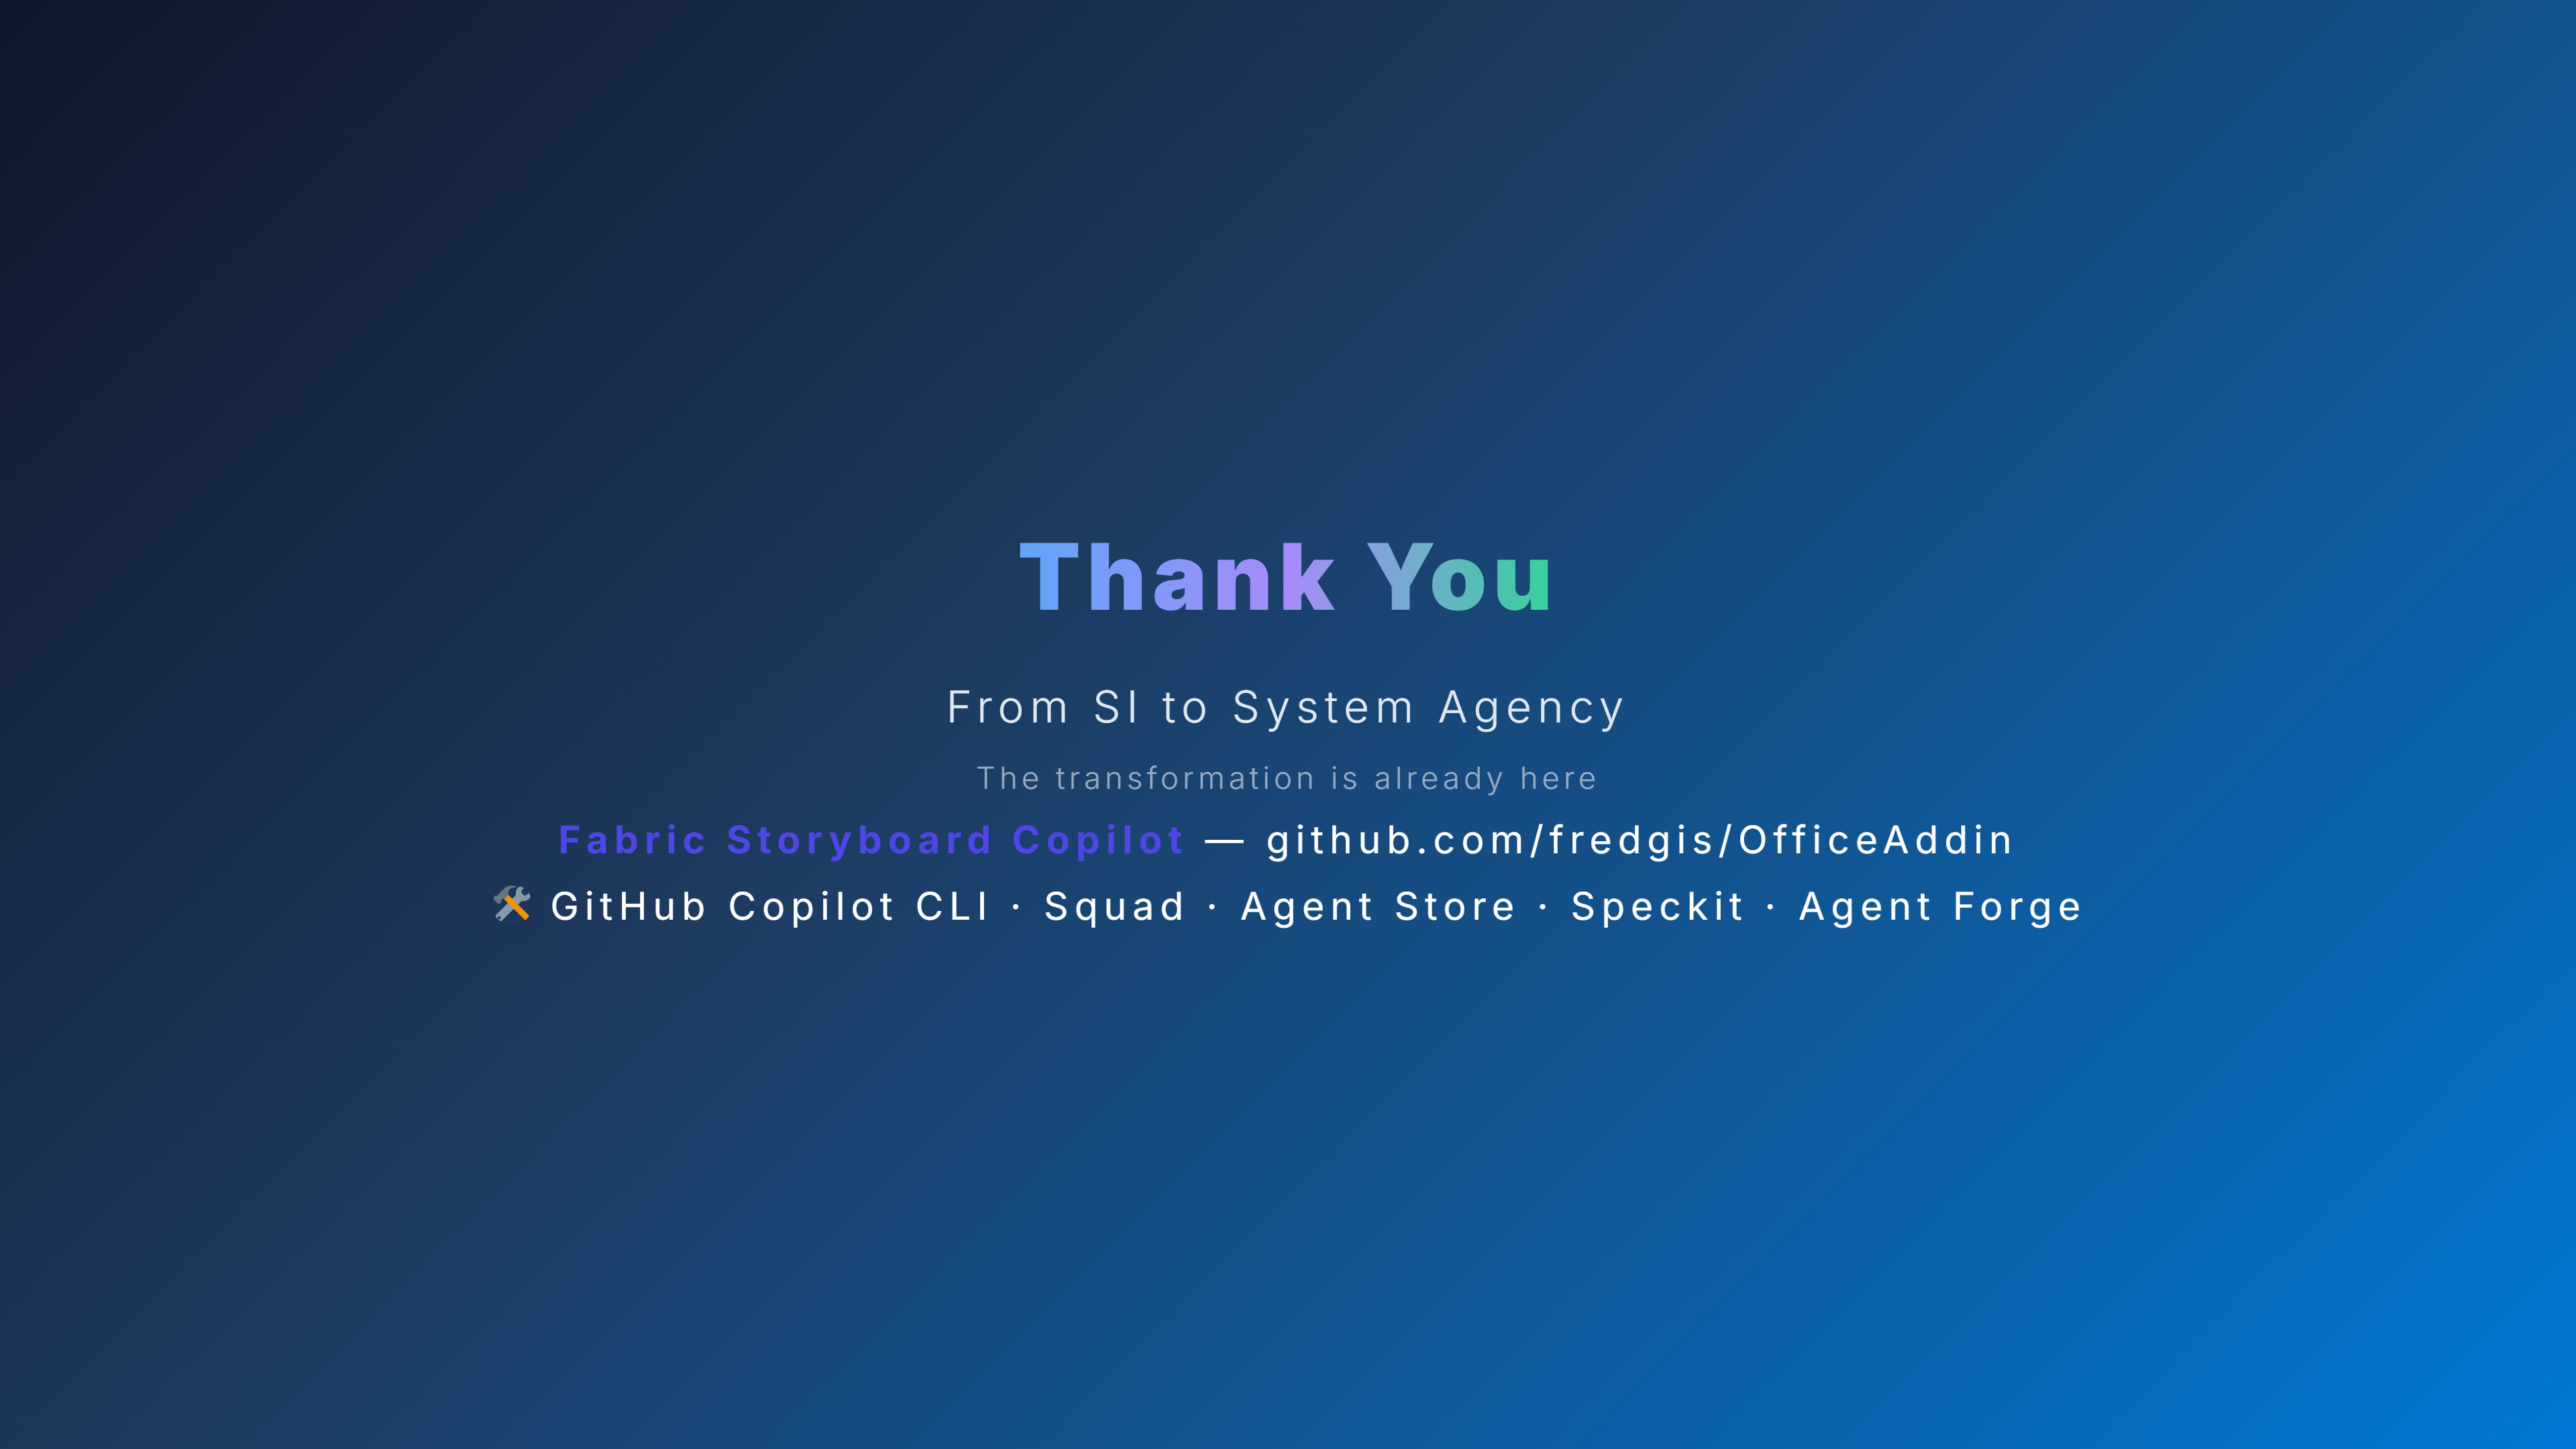 Thank You
From SI to System Agency
The transformation is already here
Fabric Storyboard Copilot — github.com/fredgis/OfficeAddin
🛠️ GitHub Copilot CLI · Squad · Agent Store · Speckit · Agent Forge